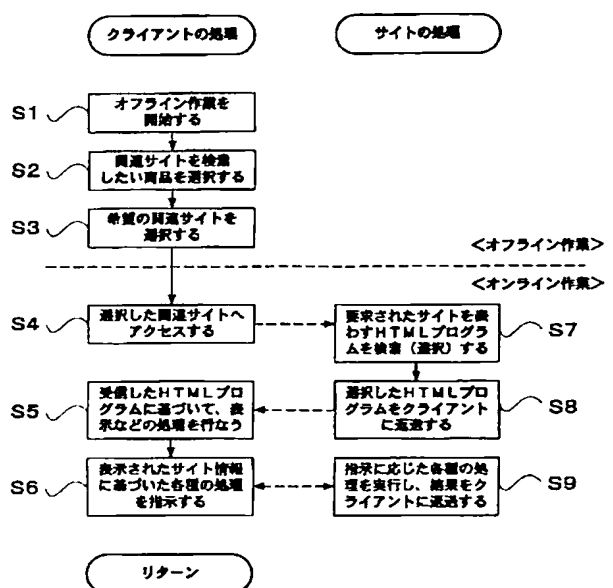 クライアントの処理
サイトの処理
S1
オフライン作業を
開始する
S2
関連サイトを検索
したい商品を選択する
S3
希望の関連サイトを
選択する
<オフライン作業>
<オンライン作業>
S4
選択した関連サイトへ
アクセスする
要求されたサイトを表
わすHTMLプログラ
ムを検索(選択)する
S7
S5
受信したHTMLプロ
グラムに基づいて、表
示などの処理を行なう
選択したHTMLプロ
グラムをクライアント
に返送する
S8
S6
表示されたサイト情報
に基づいた各種の処理
を指示する
指示に応じた各種の処
理を実行し、結果をク
ライアントに返送する
S9
リターン